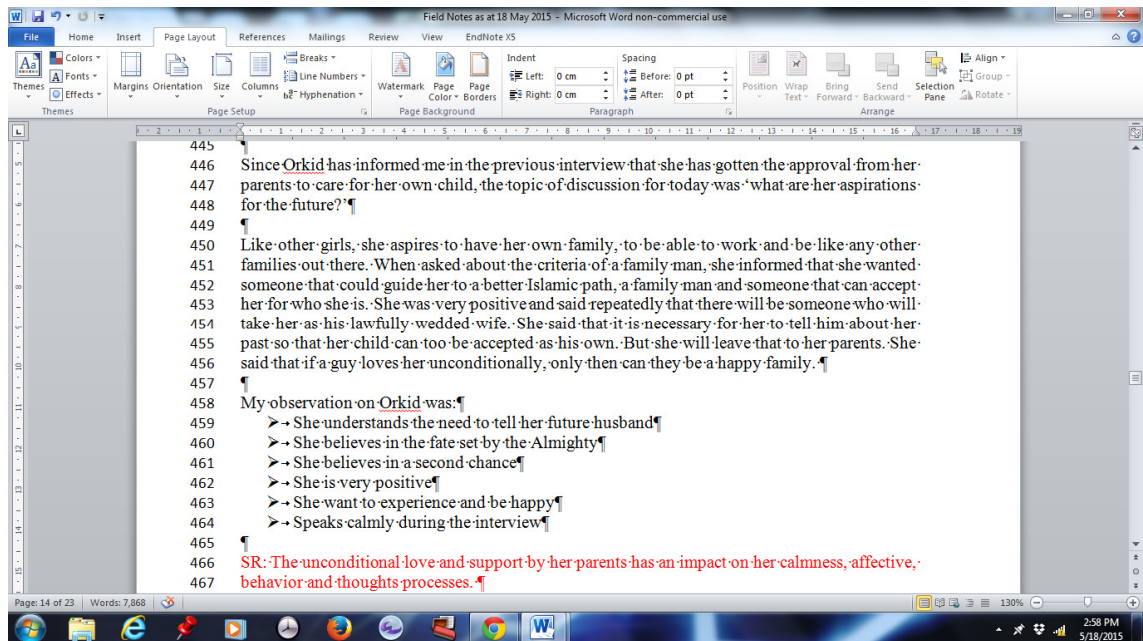 Field Notes as at 18 May 2015 - Microsoft Word non-commercial use
File Home Insert Page Layout References Mailings Review View EndNote X5
Colors Breaks Indent Spacing Align
Fonts Line Numbers Left: 0 cm Before: 0 pt Group
Themes Effects Margins Orientation Size Columns Hyphenation Watermark Page Color Page Borders Right: 0 cm After: 0 pt Position Wrap Text Bring Forward Send Backward Selection Pane Rotate
Themes Page Setup Page Background Paragraph Arrange
445 ¶
446 Since Orkid has informed me in the previous interview that she has gotten the approval from her
447 parents to care for her own child, the topic of discussion for today was ‘what are her aspirations
448 for the future?’¶
449 ¶
450 Like other girls, she aspires to have her own family, to be able to work and be like any other
451 families out there. When asked about the criteria of a family man, she informed that she wanted
452 someone that could guide her to a better Islamic path, a family man and someone that can accept
453 her for who she is. She was very positive and said repeatedly that there will be someone who will
454 take her as his lawfully wedded wife. She said that it is necessary for her to tell him about her
455 past so that her child can too be accepted as his own. But she will leave that to her parents. She
456 said that if a guy loves her unconditionally, only then can they be a happy family. ¶
457 ¶
458 My observation on Orkid was:¶
459 ➢→She understands the need to tell her future husband¶
460 ➢→She believes in the fate set by the Almighty¶
461 ➢→She believes in a second chance¶
462 ➢→She is very positive¶
463 ➢→She want to experience and be happy¶
464 ➢→Speaks calmly during the interview¶
465 ¶
466 SR: The unconditional love and support by her parents has an impact on her calmness, affective,
467 behavior and thoughts processes. ¶
Page: 14 of 23 Words: 7,868 130%
2:58 PM
5/18/2015